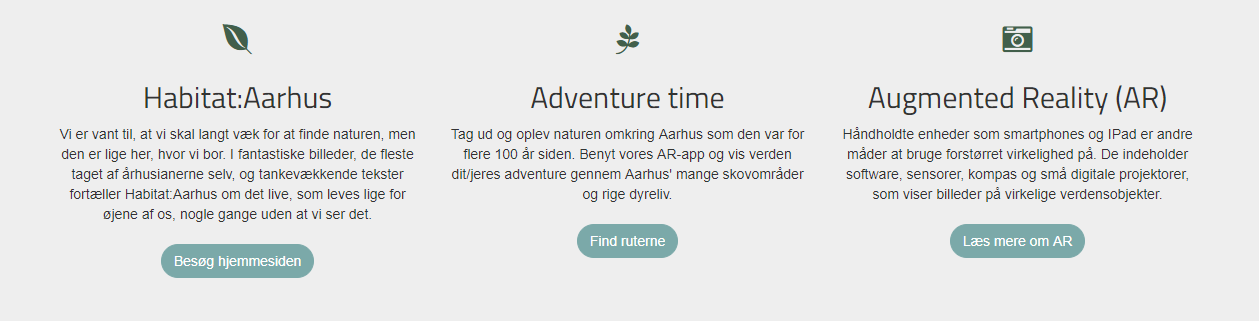 Habitat:Aarhus
Vi er vant til, at vi skal langt væk for at finde naturen, men
den er lige her, hvor vi bor. I fantastiske billeder, de fleste
taget af århusianerne selv, og tankevækkende tekster
fortæller Habitat:Aarhus om det live, som leves lige for
øjene af os, nogle gange uden at vi ser det.
Besøg hjemmesiden
Adventure time
Tag ud og oplev naturen omkring Aarhus som den var for
flere 100 år siden. Benyt vores AR-app og vis verden
dit/jeres adventure gennem Aarhus' mange skovområder
og rige dyreliv.
Find ruterne
Augmented Reality (AR)
Håndholdte enheder som smartphones og IPad er andre
måder at bruge forstørret virkelighed på. De indeholder
software, sensorer, kompas og små digitale projektorer,
som viser billeder på virkelige verdensobjekter.
Læs mere om AR